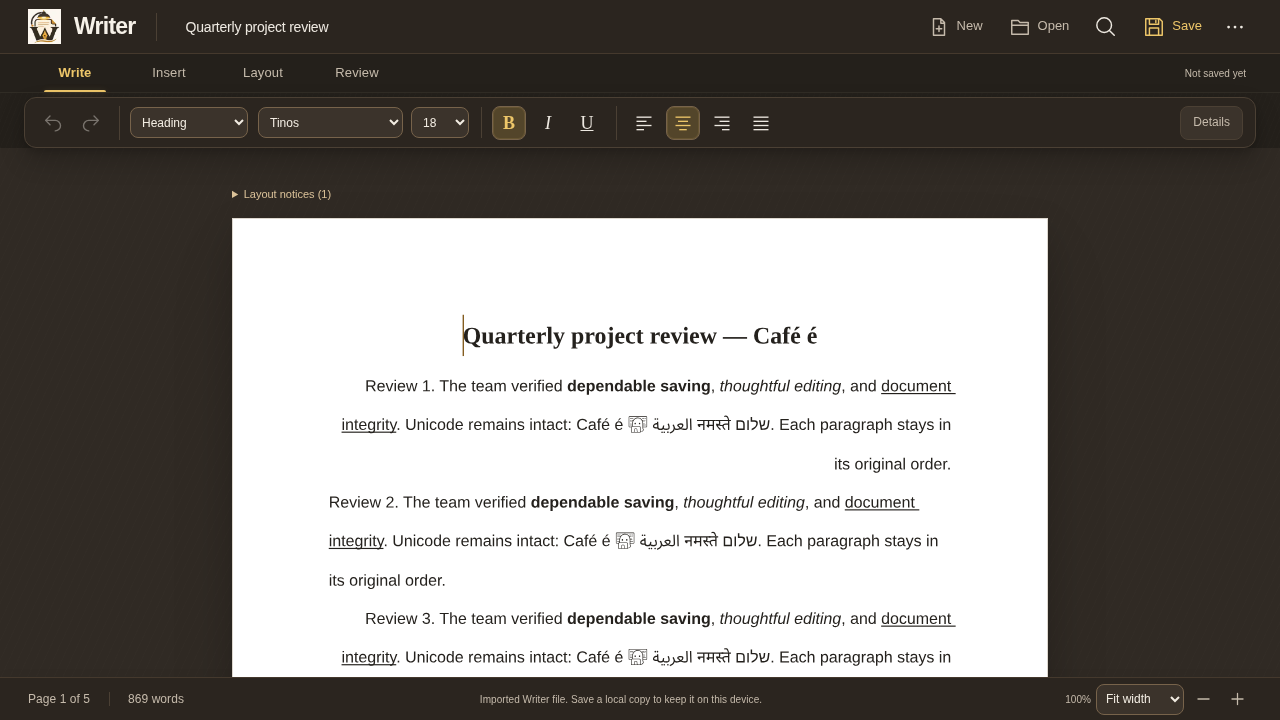 Writer
Quarterly project review
New
Open
Save
Write
Insert
Layout
Review
Not saved yet
Heading
Tinos
18
B
I
U
Details
Layout notices (1)
Quarterly project review — Café é
Review 1. The team verified dependable saving, thoughtful editing, and document
integrity. Unicode remains intact: Café é العربية नमस्ते שלום. Each paragraph stays in
its original order.
Review 2. The team verified dependable saving, thoughtful editing, and document
integrity. Unicode remains intact: Café é العربية नमस्ते שלום. Each paragraph stays in
its original order.
Review 3. The team verified dependable saving, thoughtful editing, and document
integrity. Unicode remains intact: Café é العربية नमस्ते שלום. Each paragraph stays in
Page 1 of 5
869 words
Imported Writer file. Save a local copy to keep it on this device.
100%
Fit width